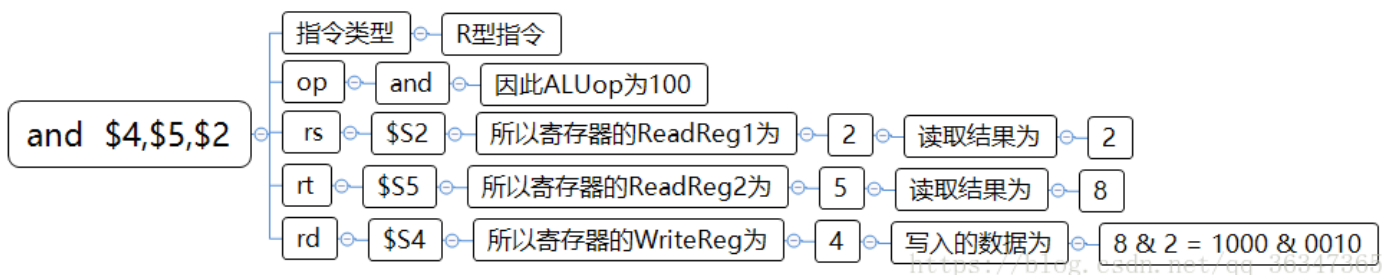 指令类型 R型指令
op and 因此ALUop为100
and $4,$5,$2
rs $S2 所以寄存器的ReadReg1为 2 读取结果为 2
rt $S5 所以寄存器的ReadReg2为 5 读取结果为 8
rd $S4 所以寄存器的WriteReg为 4 写入的数据为 8 & 2 = 1000 & 0010
https://blog.csdn.net/qq_36347365